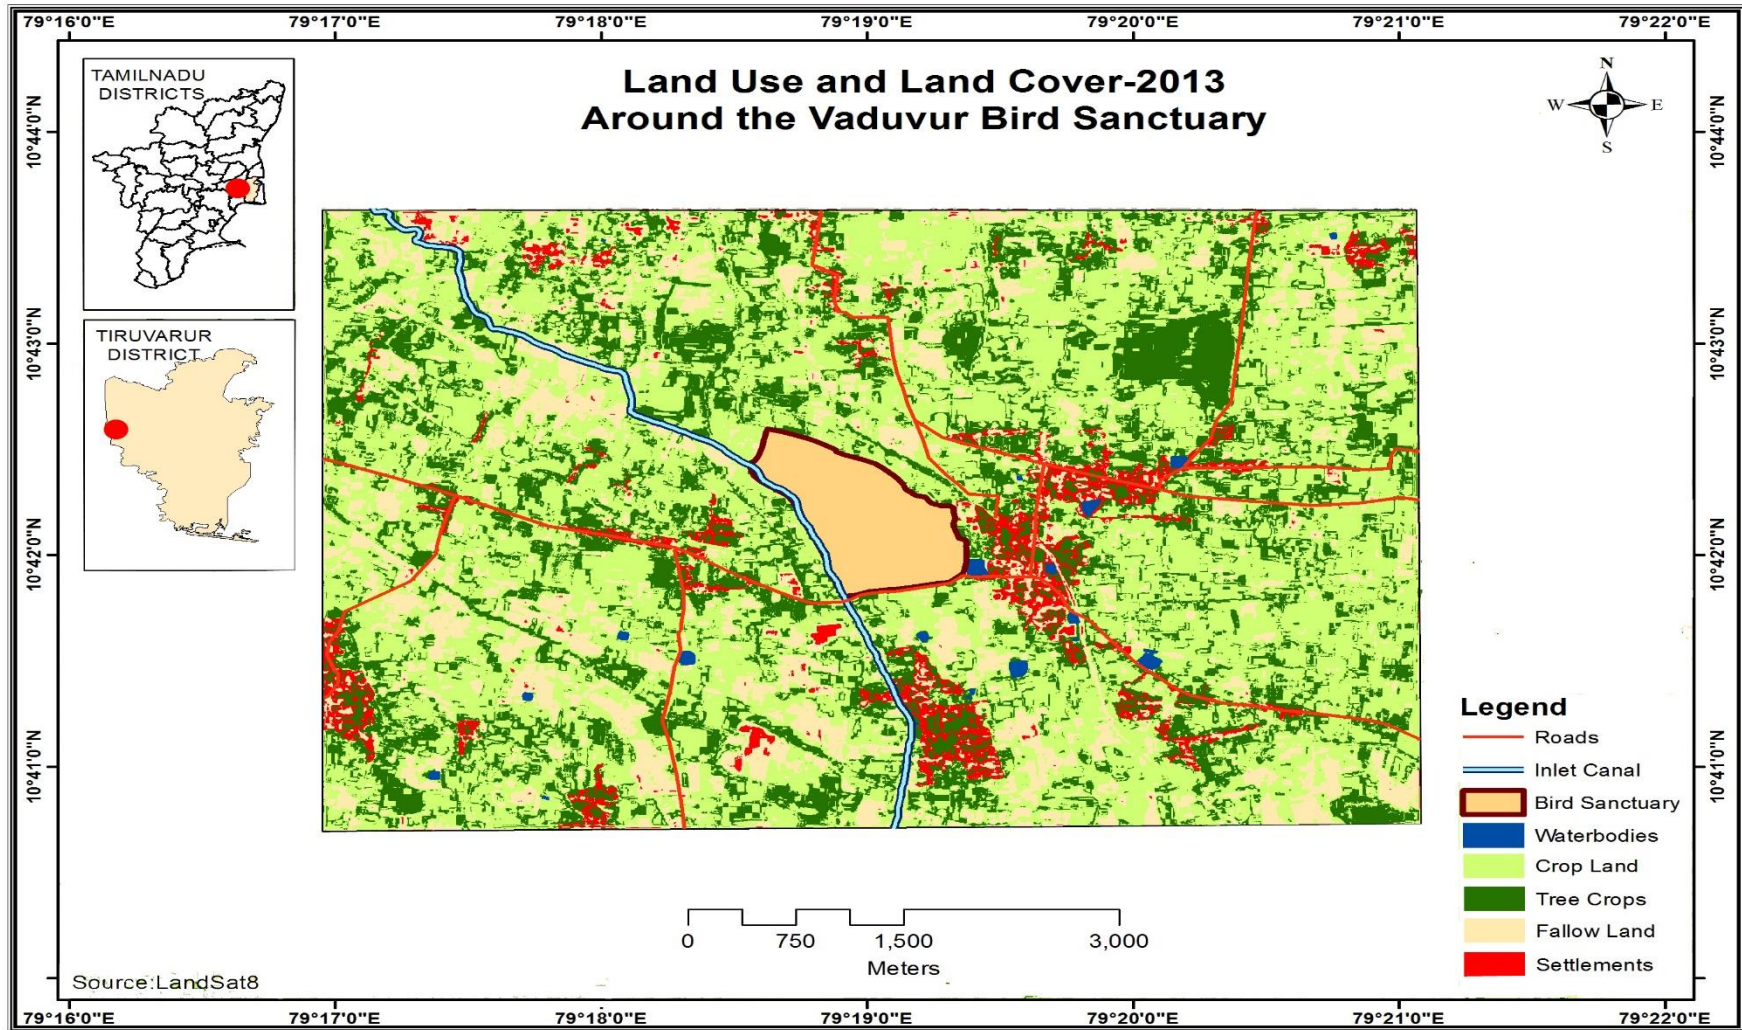 79°16'0"E 79°17'0"E 79°18'0"E 79°19'0"E 79°20'0"E 79°21'0"E 79°22'0"E
TAMILNADU
DISTRICTS
Land Use and Land Cover-2013
Around the Vaduvur Bird Sanctuary
N
W E
S
10°44'0"N 10°44'0"N
TIRUVARUR
DISTRICT
10°43'0"N 10°43'0"N
10°42'0"N 10°42'0"N
10°41'0"N 10°41'0"N
Legend
Roads
Inlet Canal
Bird Sanctuary
Waterbodies
Crop Land
Tree Crops
Fallow Land
Settlements
0 750 1,500 3,000
Meters
Source:LandSat8
79°16'0"E 79°17'0"E 79°18'0"E 79°19'0"E 79°20'0"E 79°21'0"E 79°22'0"E